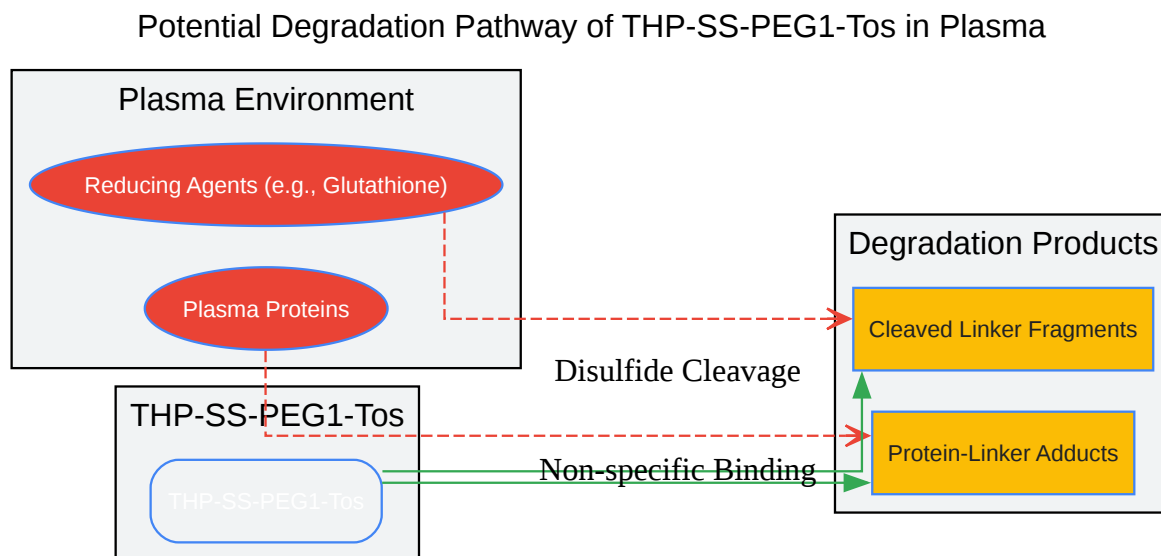 Potential Degradation Pathway of THP-SS-PEG1-Tos in Plasma
Plasma Environment
Reducing Agents (e.g., Glutathione)
Plasma Proteins
THP-SS-PEG1-Tos
THP-SS-PEG1-Tos
Disulfide Cleavage
Non-specific Binding
Degradation Products
Cleaved Linker Fragments
Protein-Linker Adducts